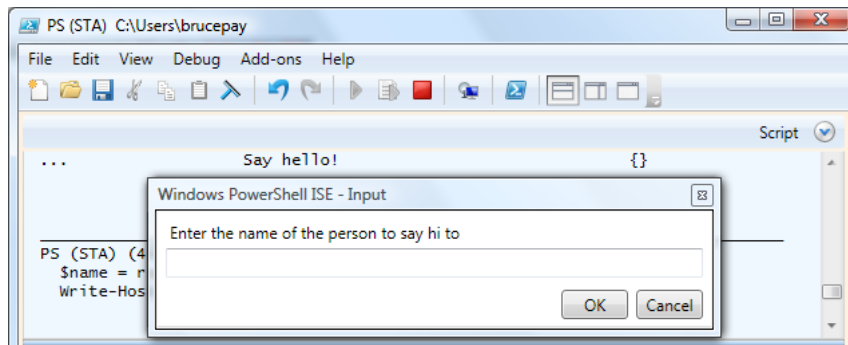 PS (STA) C:\Users\brucepay
File Edit View Debug Add-ons Help
Script
... Say hello! {}
Windows PowerShell ISE - Input
Enter the name of the person to say hi to
PS (STA) (4
$name = r
Write-Hos
OK Cancel